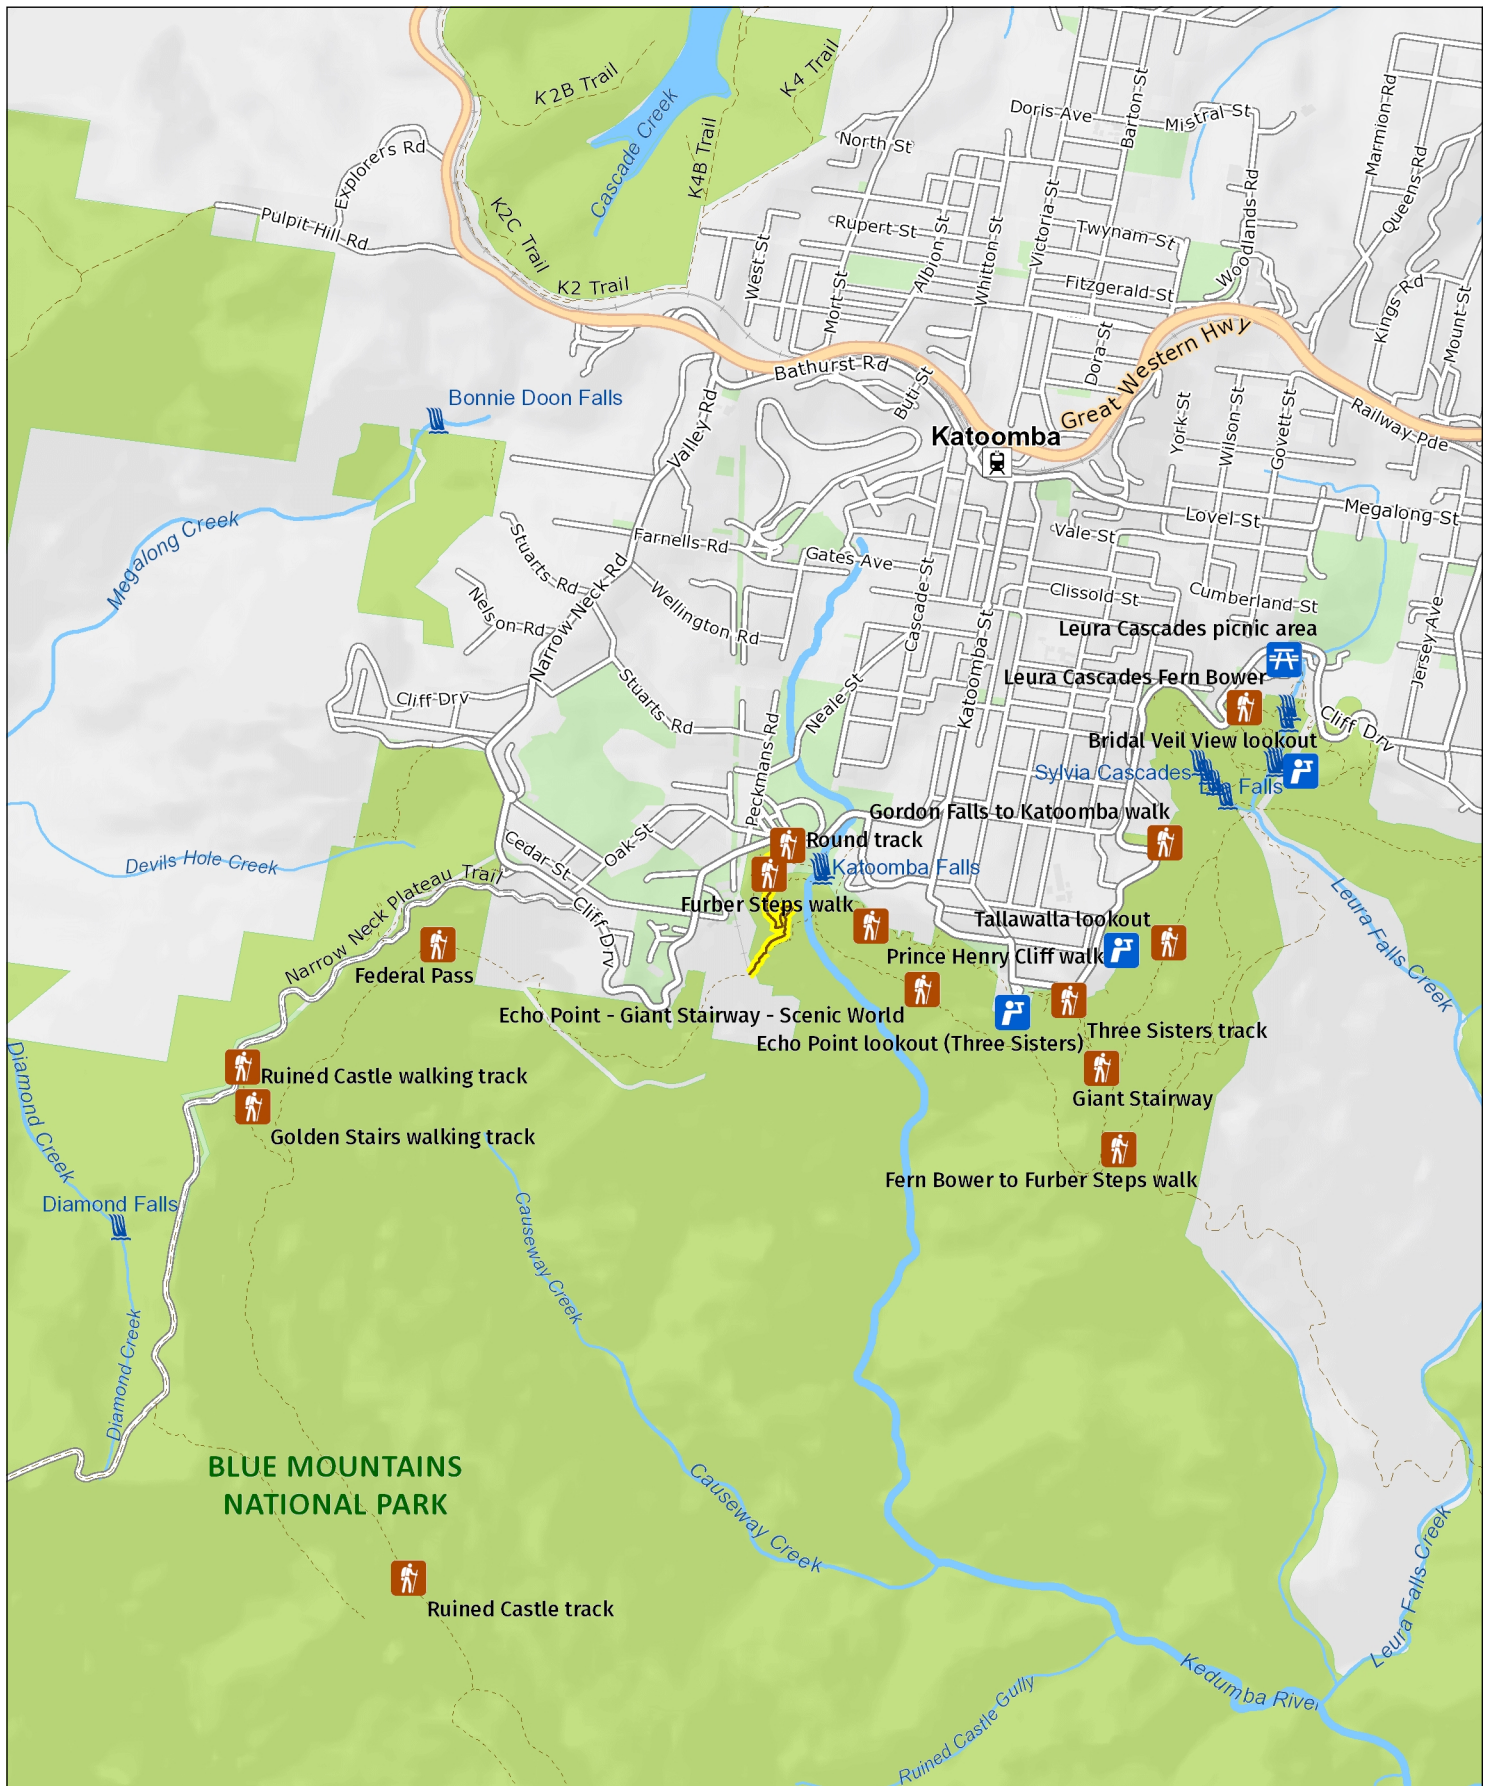 K2B Trail
K4 Trail
Cascade Creek
K4B Trail
Doris Ave
Barton St
Mistral St
Marmion Rd
North St
Explorers Rd
Queens Rd
Pulpit Hill Rd
K2C Trail
K2 Trail
West St
Rupert St
Albion St
Whitton St
Victoria St
Twynam St
Woodlands Rd
Mort St
Fitzgerald St
Kings Rd
Mount St
Dora St
Great Western Hwy
Bathurst Rd
Buti St
Bonnie Doon Falls
Valley Rd
Katoomba
York St
Wilson St
Govett St
Railway Pde
Megalong Creek
Stuarts Rd
Farnells Rd
Gates Ave
Vale St
Lovel St
Megalong St
Narrow Neck Rd
Nelson Rd
Wellington Rd
Cascade St
Clissold St
Cumberland St
Jersey Ave
Leura Cascades picnic area
Katoomba St
Leura Cascades Fern Bower
Cliff Drv
Stuarts Rd
Neale St
Peckmans Rd
Cliff Drv
Bridal Veil View lookout
Sylvia Cascades
Falls
Gordon Falls to Katoomba walk
Round track
Devils Hole Creek
Cedar St
Oak St
Katoomba Falls
Narrow Neck Plateau Trail
Furber Steps walk
Cliff Drv
Tallawalla lookout
Leura Falls Creek
Federal Pass
Prince Henry Cliff walk
Echo Point - Giant Stairway - Scenic World
Echo Point lookout (Three Sisters)
Three Sisters track
Diamond Creek
Ruined Castle walking track
Giant Stairway
Golden Stairs walking track
Fern Bower to Furber Steps walk
Diamond Falls
Causeway Creek
Diamond Creek
BLUE MOUNTAINS
NATIONAL PARK
Causeway Creek
Ruined Castle track
Leura Falls Creek
Kedumba River
Ruined Castle Gully